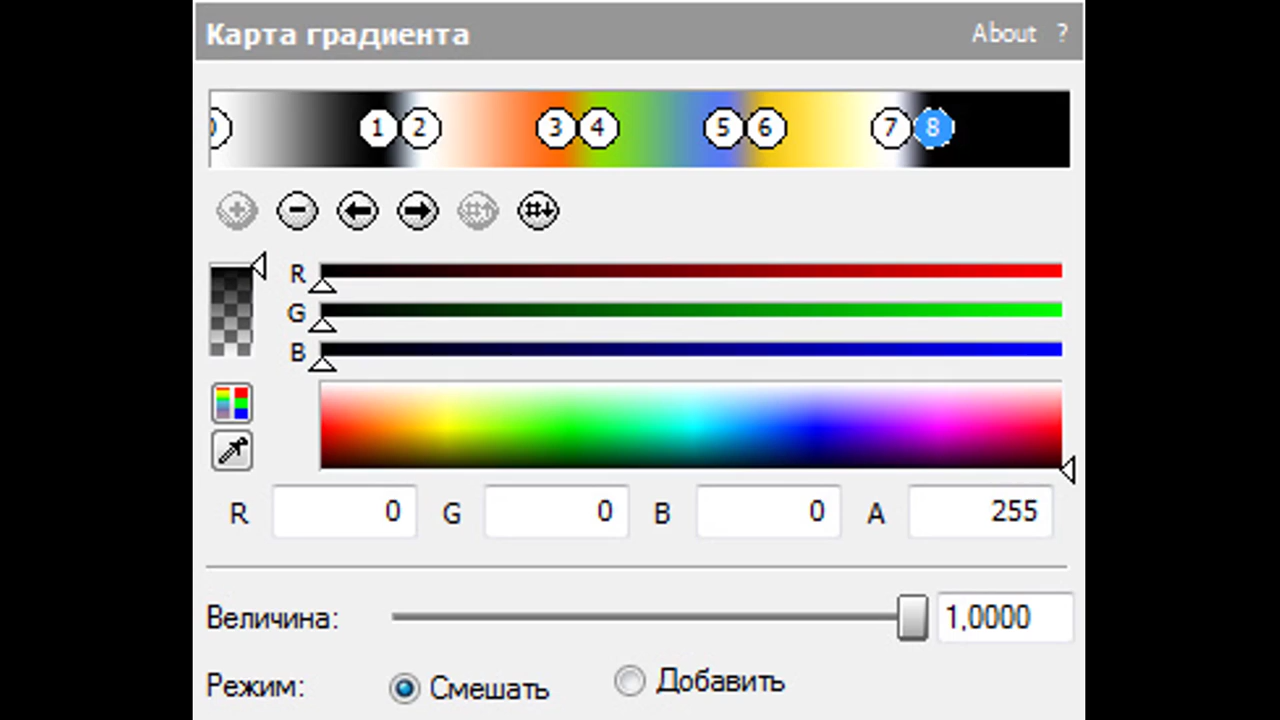 Карта градиента About ?
0 1 2 3 4 5 6 7 8
R
G
B
R 0 G 0 B 0 A 255
Величина: 1,0000
Режим: Смешать Добавить